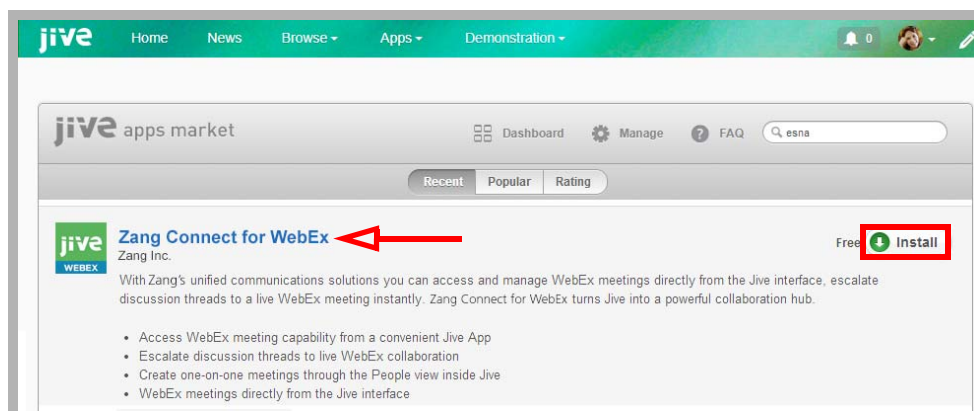 jive Home News Browse Apps Demonstration 0
jive apps market Dashboard Manage ? FAQ esna
Recent Popular Rating
jive
WEBEX
Zang Connect for WebEx
Zang Inc.
Free Install
With Zang's unified communications solutions you can access and manage WebEx meetings directly from the Jive interface, escalate
discussion threads to a live WebEx meeting instantly. Zang Connect for WebEx turns Jive into a powerful collaboration hub.
• Access WebEx meeting capability from a convenient Jive App
• Escalate discussion threads to live WebEx collaboration
• Create one-on-one meetings through the People view inside Jive
• WebEx meetings directly from the Jive interface